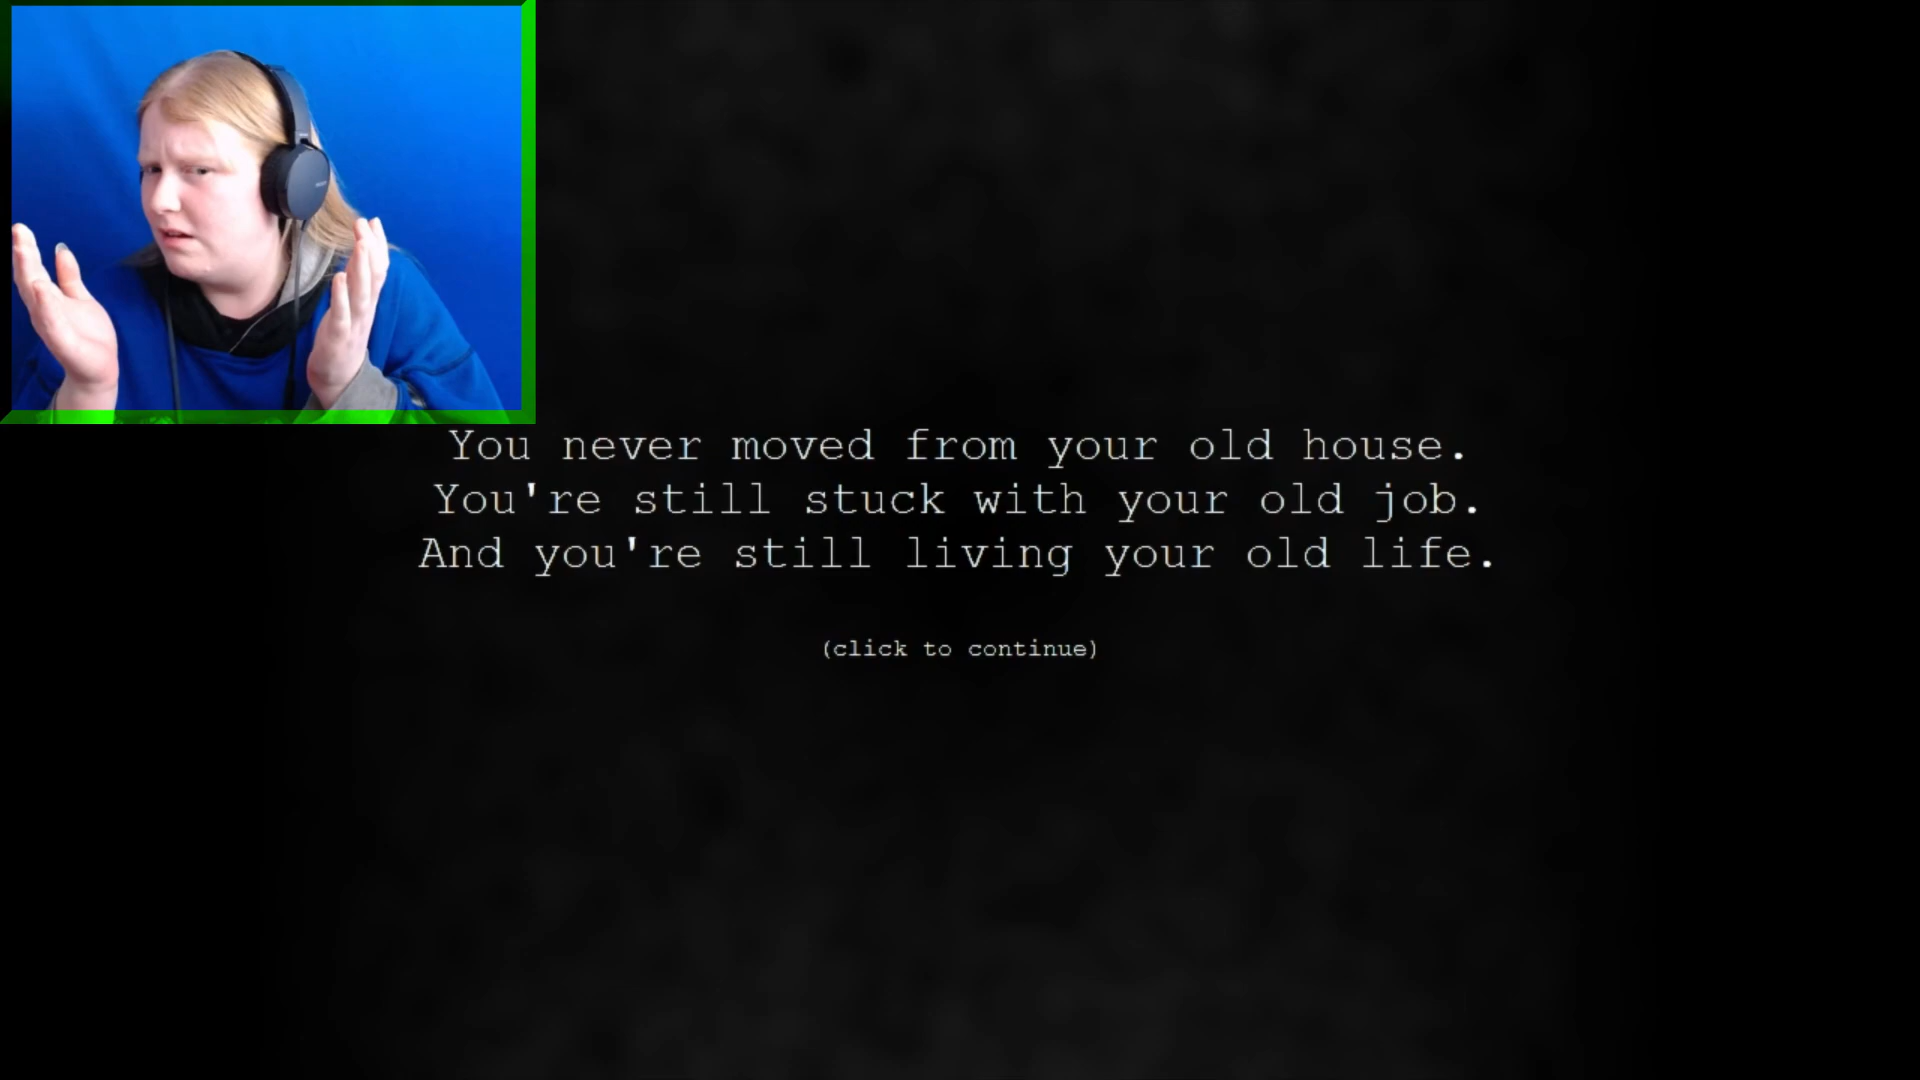 You never moved from your old house.
You're still stuck with your old job.
And you're still living your old life.
(click to continue)